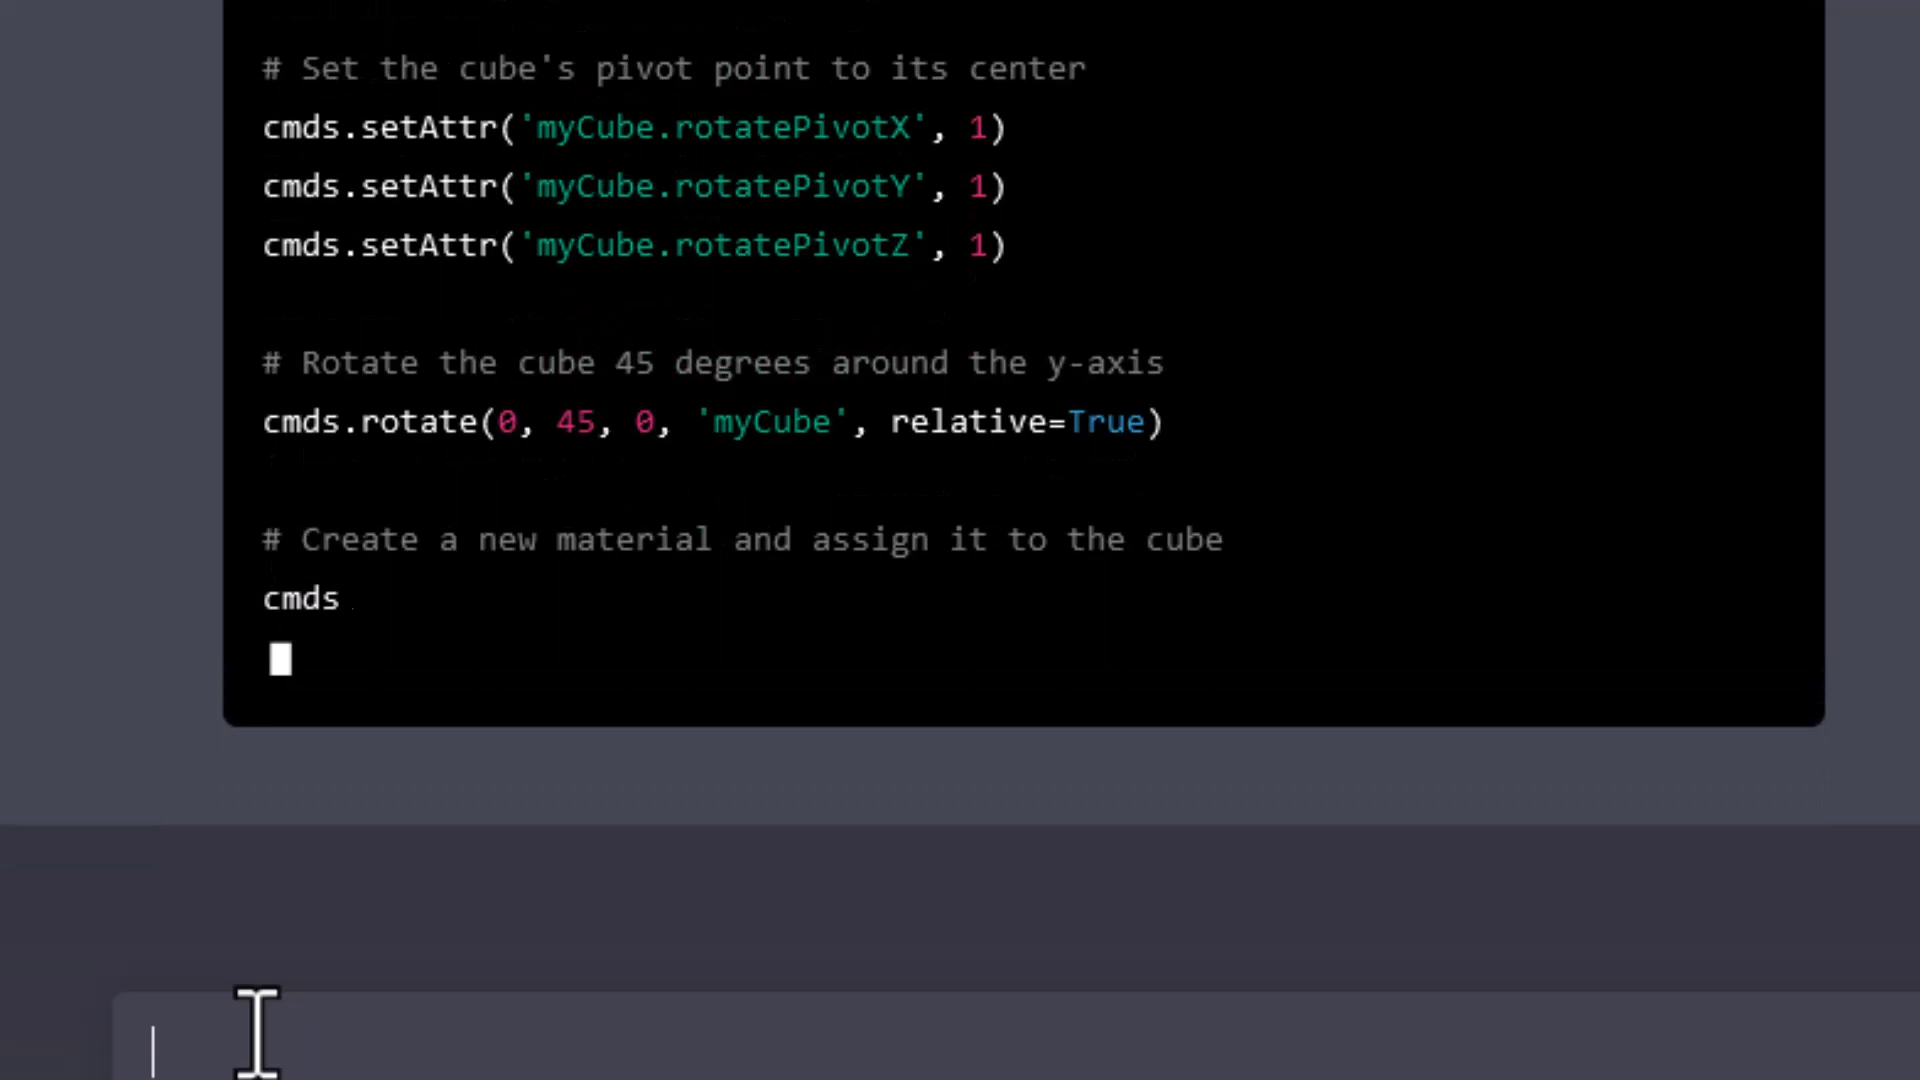 # Set the cube's pivot point to its center
cmds.setAttr('myCube.rotatePivotX', 1)
cmds.setAttr('myCube.rotatePivotY', 1)
cmds.setAttr('myCube.rotatePivotZ', 1)
# Rotate the cube 45 degrees around the y-axis
cmds.rotate(0, 45, 0, 'myCube', relative=True)
# Create a new material and assign it to the cube
cmds